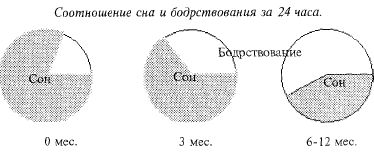 Соотношение сна и бодрствования за 24 часа.
Бодрствование
Сон
Сон
Сон
0 мес.
3 мес.
6-12 мес.